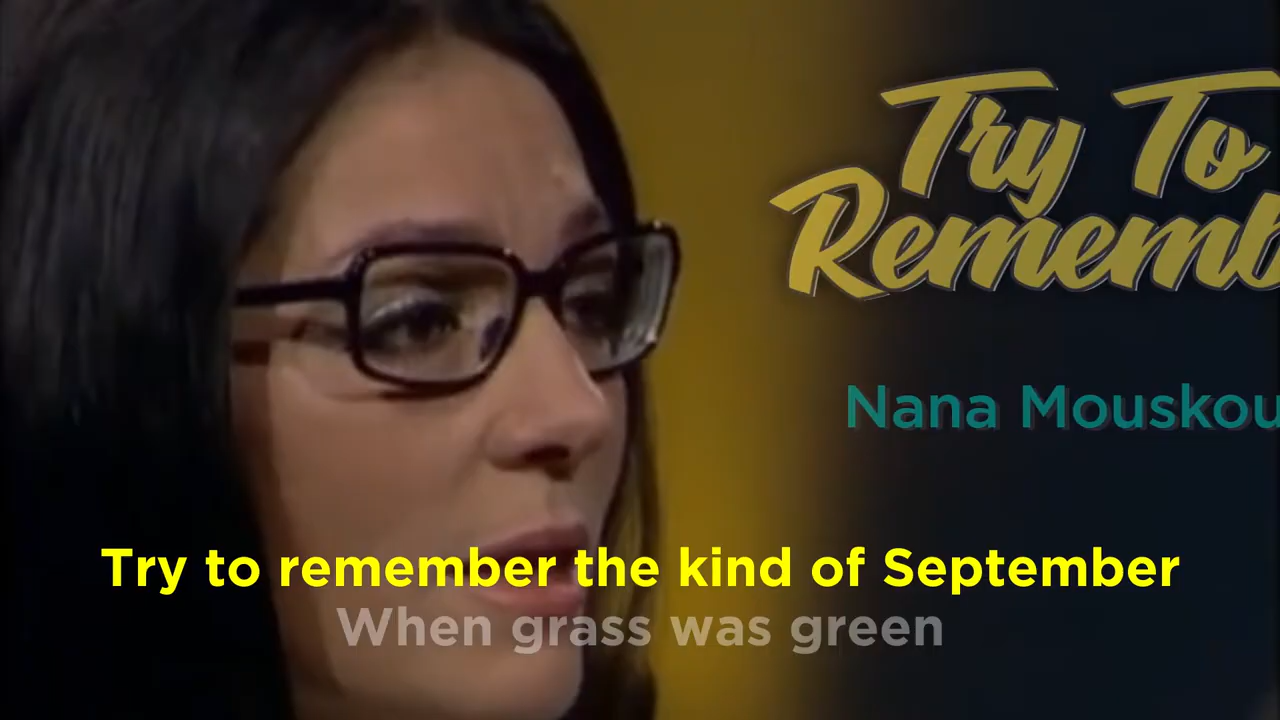 Try To
Rememb
Nana Mouskou
Try to remember the kind of September
When grass was green